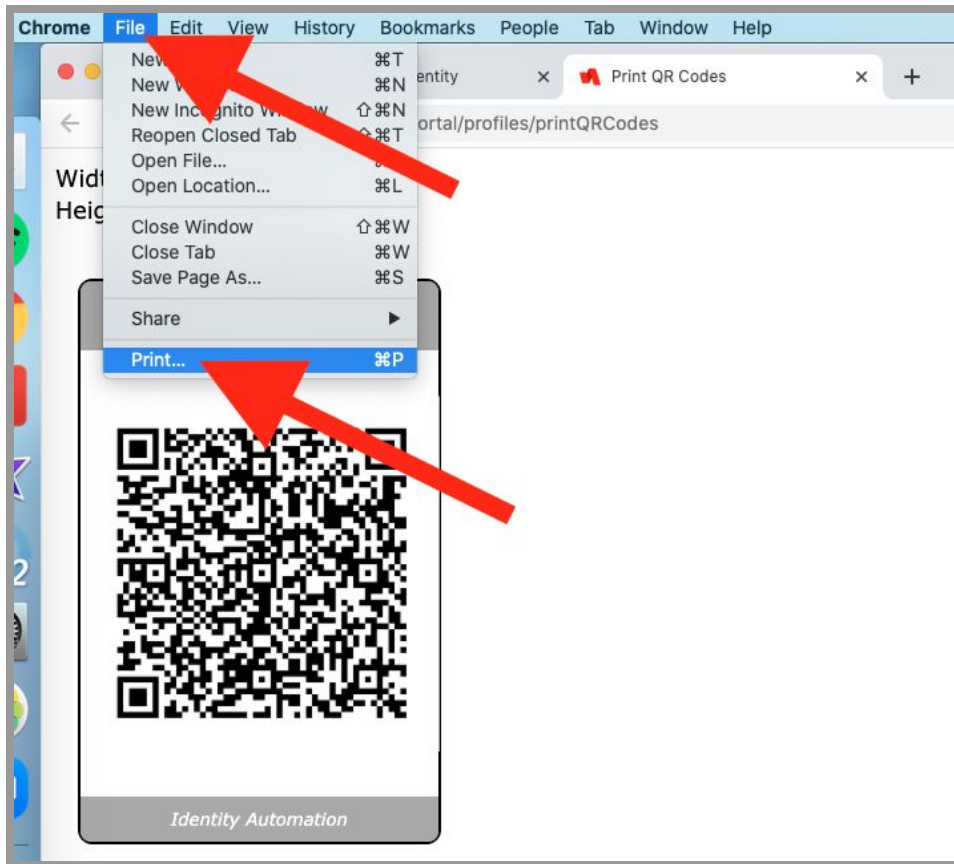 Chrome File Edit View History Bookmarks People Tab Window Help
entity × Print QR Codes × +
ortal/profiles/printQRCodes
New ⌘T
New ⌘N
New Incognito ⇧⌘N
Reopen Closed Tab ⌘T
Open File...
Open Location... ⌘L
Close Window ⇧⌘W
Close Tab ⌘W
Save Page As... ⌘S
Share ▶
Print... ⌘P
Widt
Heig
Identity Automation